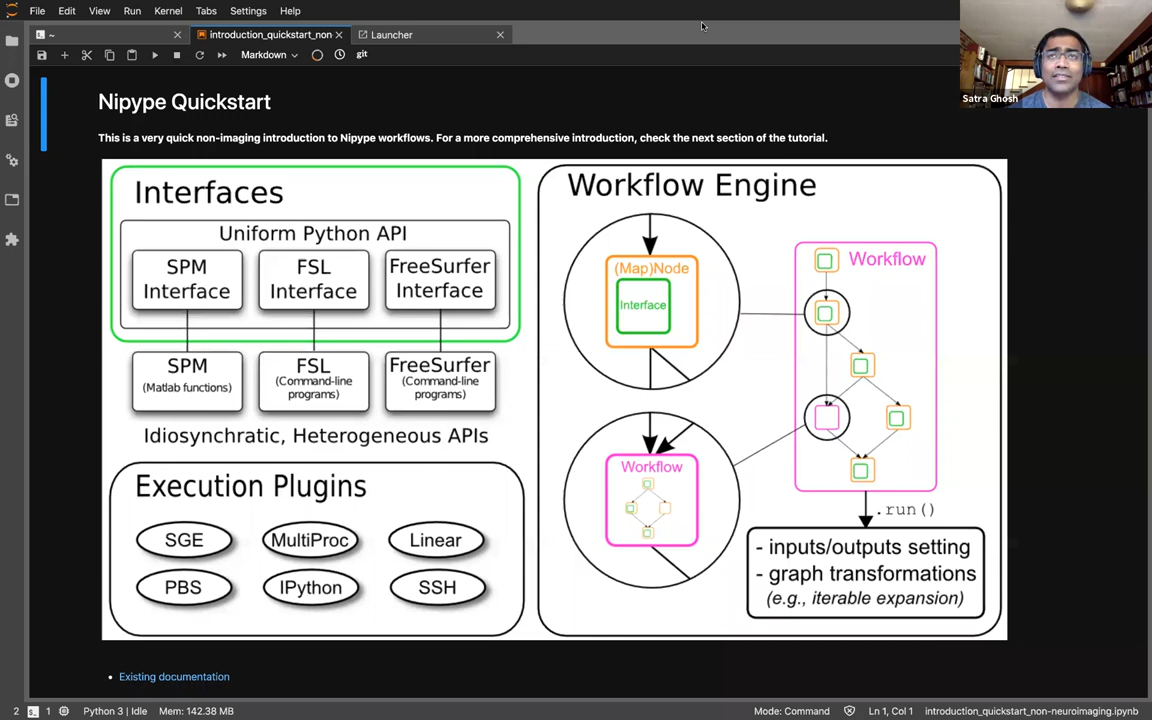 File Edit View Run Kernel Tabs Settings Help
~
introduction_quickstart_non
Launcher
Markdown
git
Satra Ghosh
Nipype Quickstart
This is a very quick non-imaging introduction to Nipype workflows. For a more comprehensive introduction, check the next section of the tutorial.
Interfaces
Uniform Python API
SPM
Interface
FSL
Interface
FreeSurfer
Interface
SPM
(Matlab functions)
FSL
(Command-line
programs)
FreeSurfer
(Command-line
programs)
Idiosynchratic, Heterogeneous APIs
Execution Plugins
SGE
MultiProc
Linear
PBS
IPython
SSH
Workflow Engine
(Map)Node
Interface
Workflow
Workflow
.run()
- inputs/outputs setting
- graph transformations
(e.g., iterable expansion)
Existing documentation
2 1 Python 3 | Idle Mem: 142.38 MB Mode: Command Ln 1, Col 1 introduction_quickstart_non-neuroimaging.ipynb